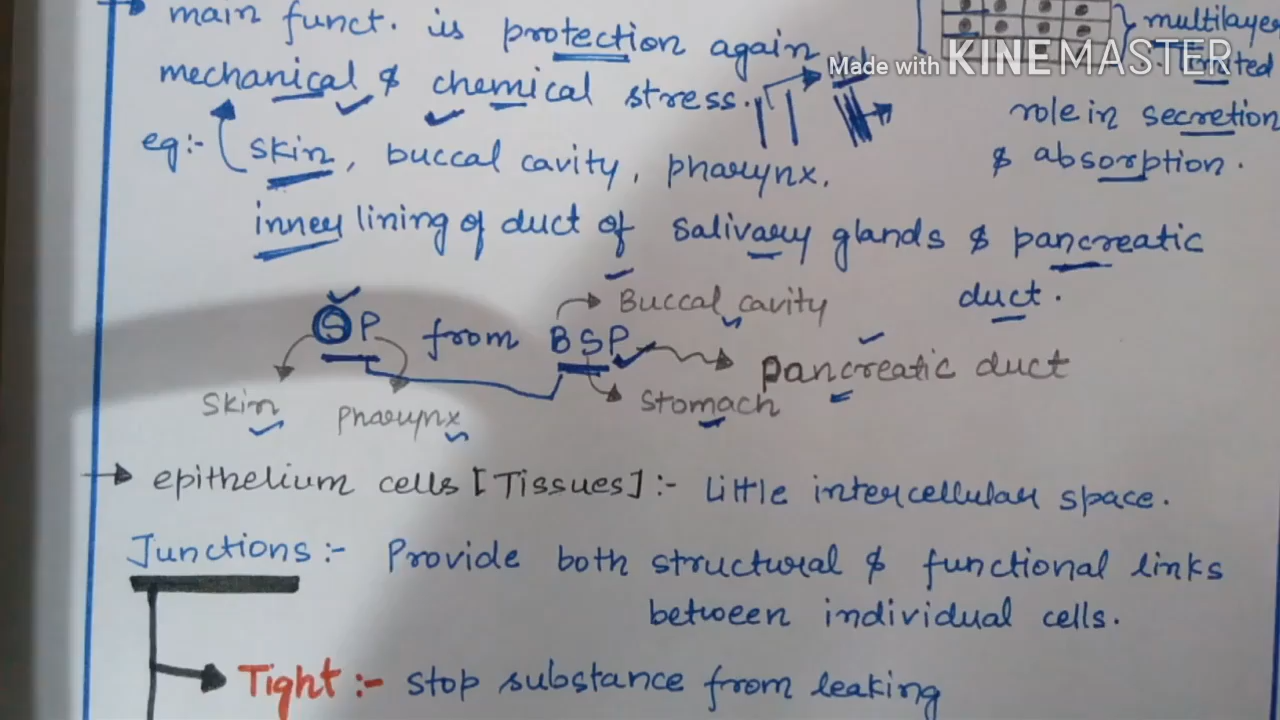 main funct. is protection again
mechanical & chemical stress.
eg:- skin, buccal cavity, pharynx.
inney lining of duct of salivary glands & pancreatic
duct.
multilayer
limited
role in secretion
& absorption.
Made with KINEMASTER
SP from BSP
Buccal cavity
pancreatic duct
Stomach
Skin
Pharynx
epithelium cells [Tissues]:- Little intercellular space.
Junctions:- Provide both structural & functional links
between individual cells.
Tight:- stop substance from leaking